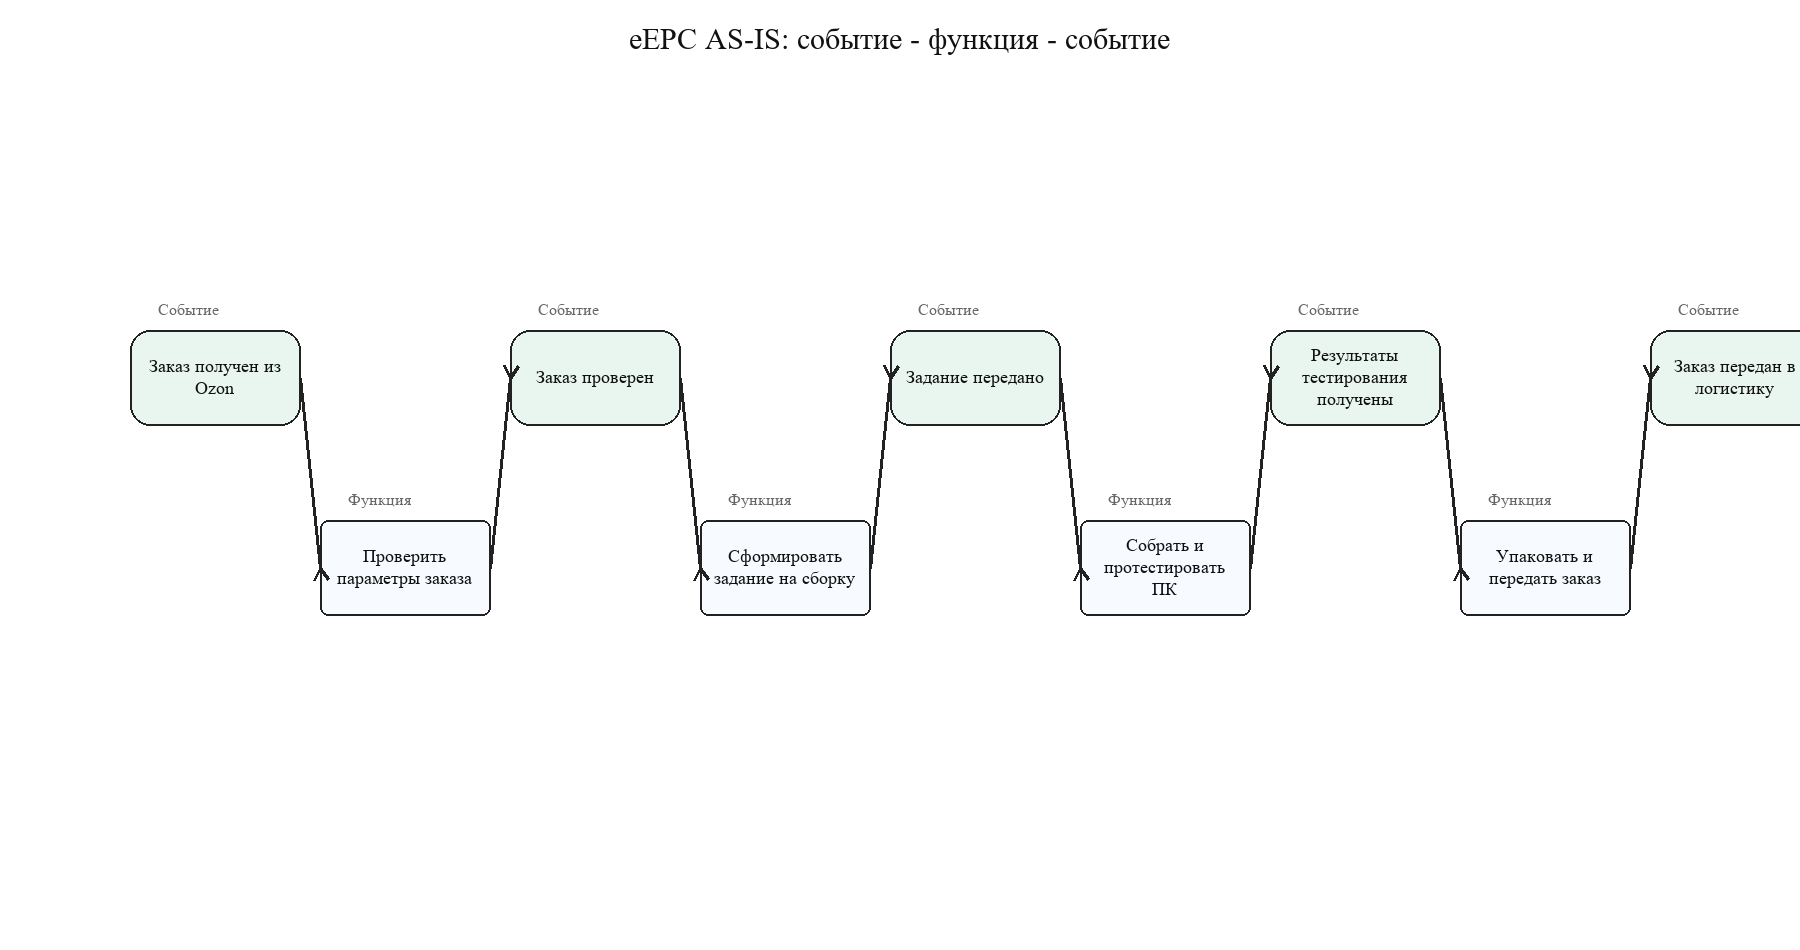 eEPC AS-IS: событие - функция - событие
Событие
Заказ получен из
Ozon
Функция
Проверить
параметры заказа
Событие
Заказ проверен
Функция
Сформировать
задание на сборку
Событие
Задание передано
Функция
Собрать и
протестировать
ПК
Событие
Результаты
тестирования
получены
Функция
Упаковать и
передать заказ
Событие
Заказ передан в
логистику